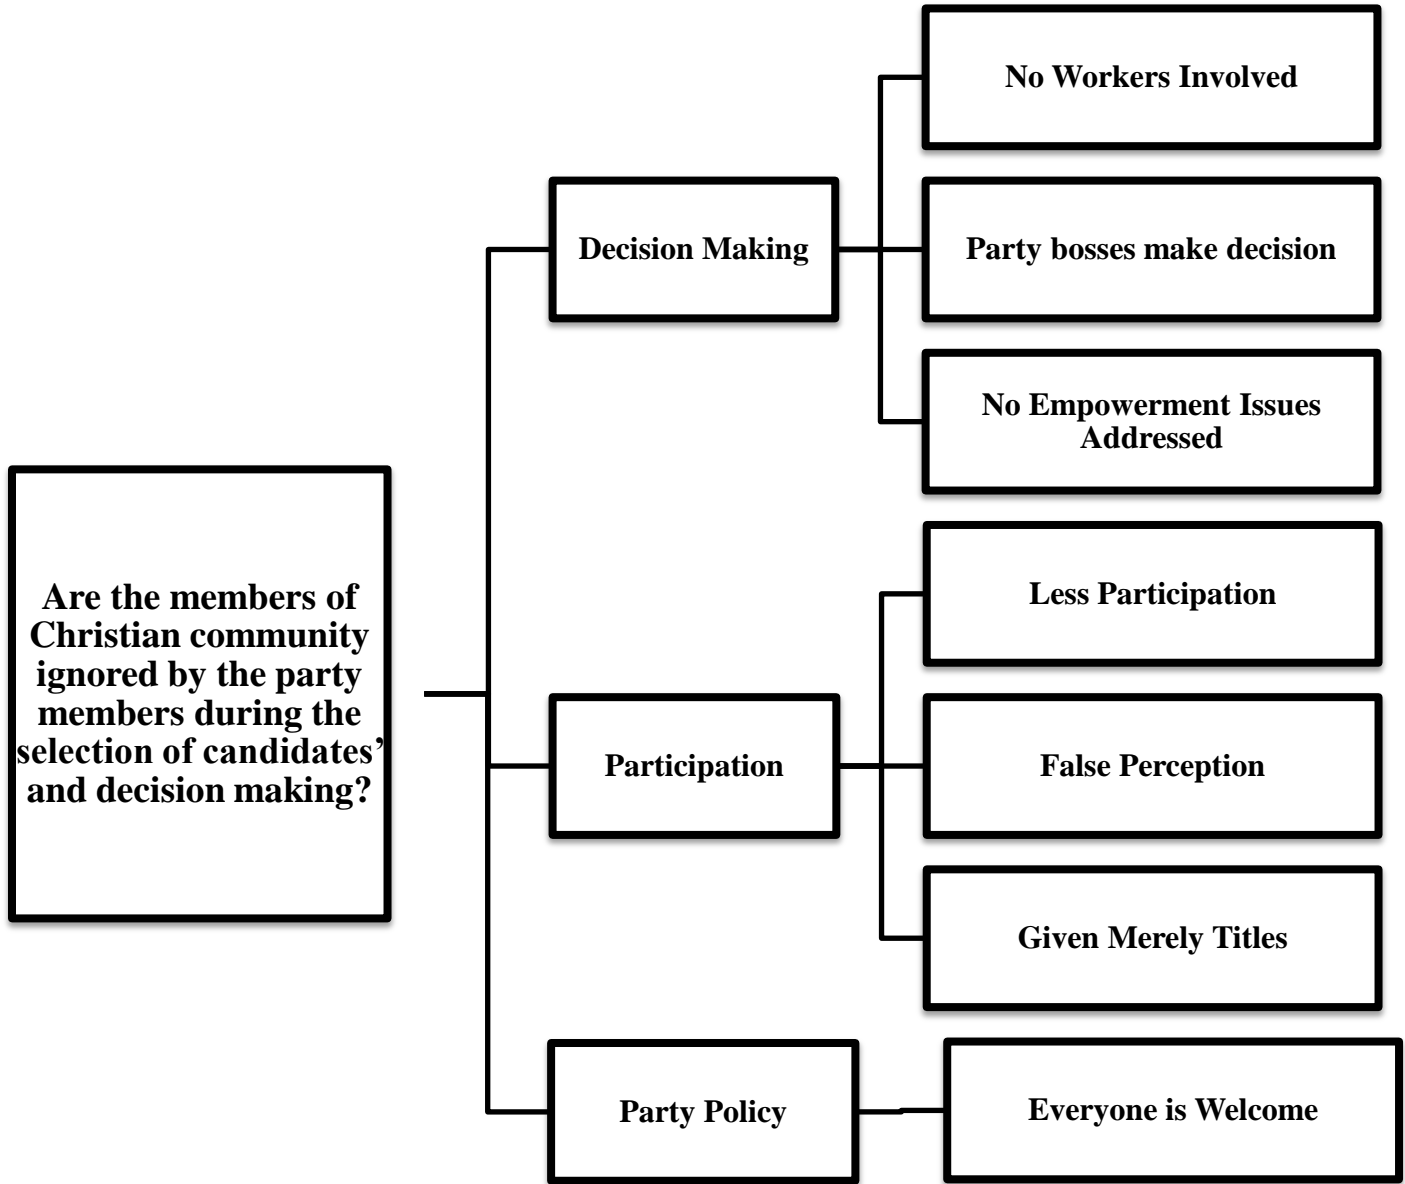 Are the members of
Christian community
ignored by the party
members during the
selection of candidates’
and decision making?
Decision Making
No Workers Involved
Party bosses make decision
No Empowerment Issues
Addressed
Participation
Less Participation
False Perception
Given Merely Titles
Party Policy
Everyone is Welcome